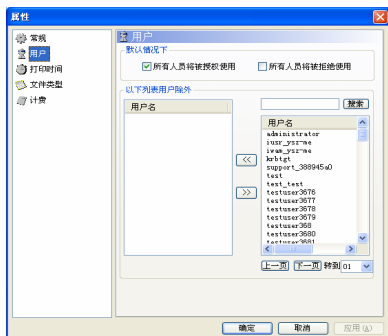 属性
常规
用户
打印时间
文件类型
计费
用户
默认情况下
所有人员将被授权使用
所有人员将被拒绝使用
以下列表用户除外
用户名
搜索
用户名
administrator
iusr_ysz-me
iwam_ysz-me
krbtgt
support_388945a0
test
test_test
testuser3676
testuser3677
testuser3678
testuser3679
testuser368
testuser3680
testuser3681
<<
>>
上一页 下一页 转到 01
确定 取消 应用(A)